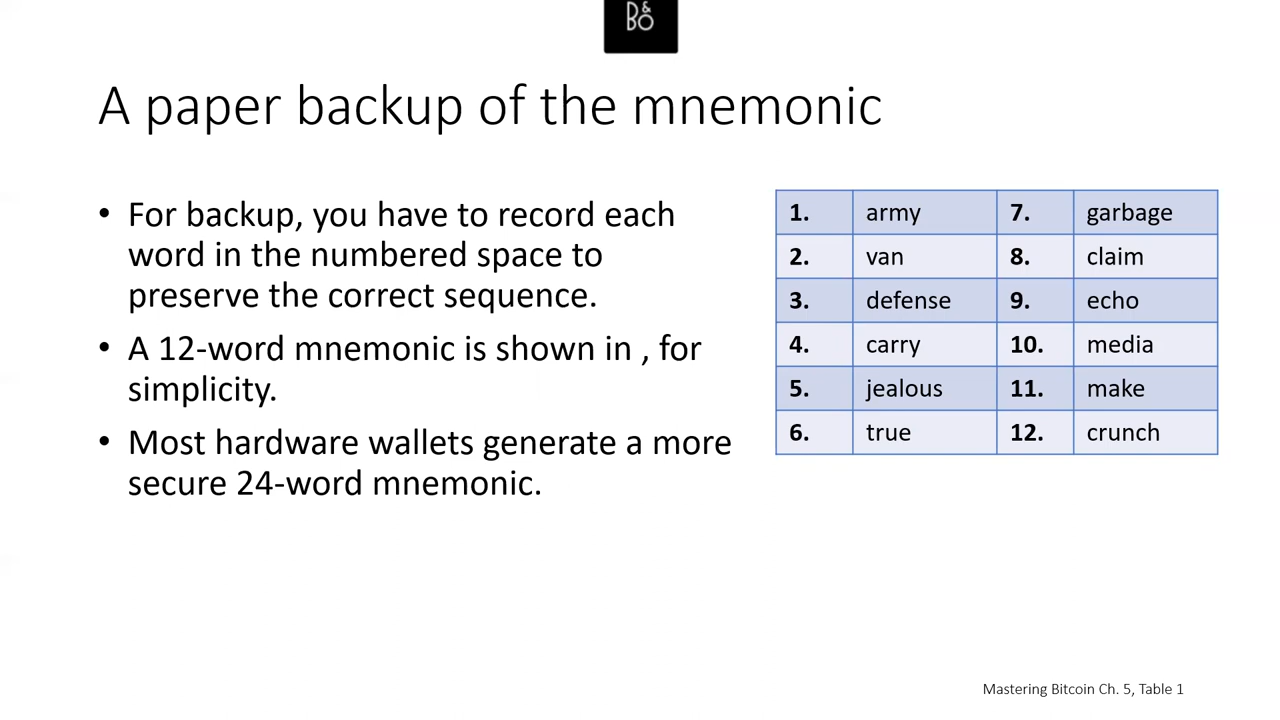 B&O
A paper backup of the mnemonic
• For backup, you have to record each
word in the numbered space to
preserve the correct sequence.
• A 12-word mnemonic is shown in , for
simplicity.
• Most hardware wallets generate a more
secure 24-word mnemonic.
1. army 7. garbage
2. van 8. claim
3. defense 9. echo
4. carry 10. media
5. jealous 11. make
6. true 12. crunch
Mastering Bitcoin Ch. 5, Table 1